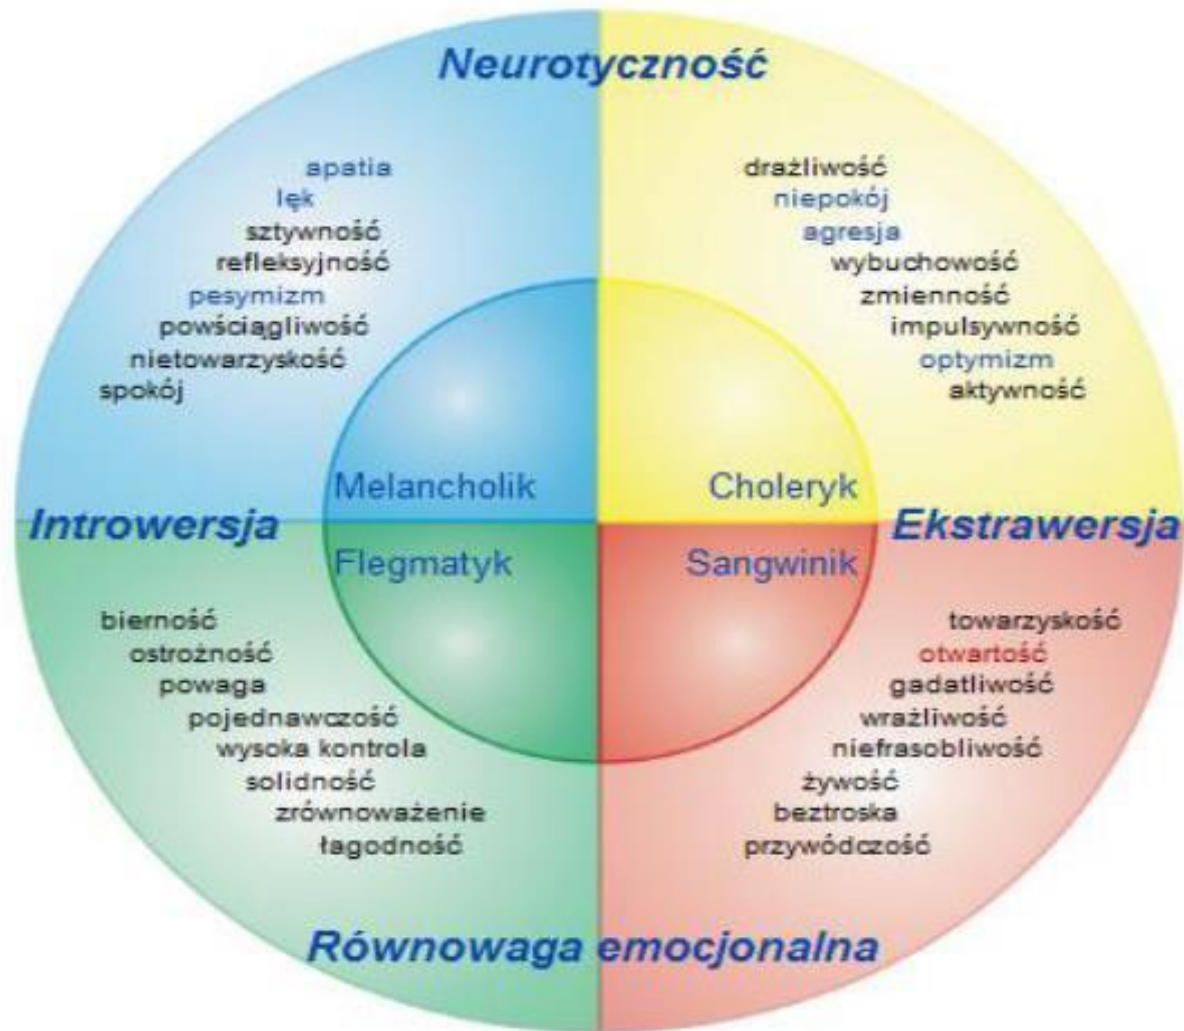 Neurotyczność
apatia
lęk
sztywność
refleksyjność
pesymizm
powściągliwość
nietowarzyskość
spokój
drażliwość
niepokój
agresja
wybuchowość
zmienność
impulsywność
optymizm
aktywność
Melancholik
Choleryk
Introwersja
Ekstrawersja
Flegmatyk
Sangwinik
bierność
ostrożność
powaga
pojednawczość
wysoka kontrola
solidność
zrównoważenie
łagodność
towarzyskość
otwartość
gadatliwość
wrażliwość
niefrasobliwość
żywość
beztroska
przywódczość
Równowaga emocjonalna